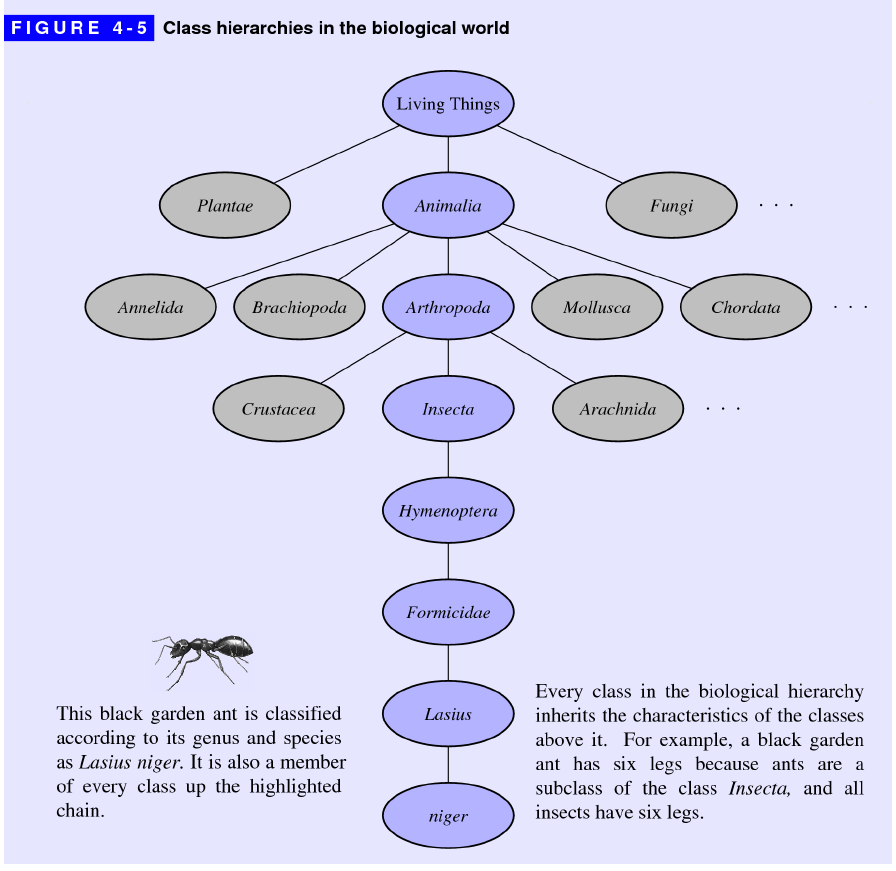 FIGURE 4-5 Class hierarchies in the biological world
Living Things
Plantae Animalia Fungi . . .
Annelida Brachiopoda Arthropoda Mollusca Chordata . . .
Crustacea Insecta Arachnida . . .
Hymenoptera
Formicidae
Lasius
niger
This black garden ant is classified
according to its genus and species
as Lasius niger. It is also a member
of every class up the highlighted
chain.
Every class in the biological hierarchy
inherits the characteristics of the classes
above it. For example, a black garden
ant has six legs because ants are a
subclass of the class Insecta, and all
insects have six legs.